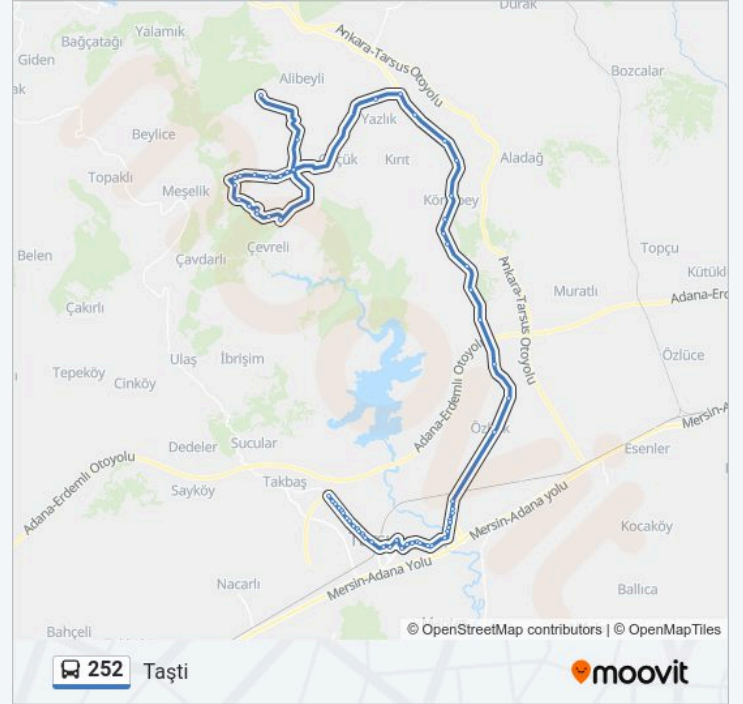 Durak
Yalamık
Bağçatağı
Ankara-Tarsus Otoyolu
Giden
Alibeyli
Bozcalar
ak
Yazlık
Beylice
çük
Kırıt
Aladağ
Topaklı
Meşelik
Belen
Çevreli
Çavdarlı
Topçu
Ankara-Tarsus Otoyolu
Kütükl
Muratlı
Adana-Erd
Çakırlı
Adana-Erdemli Otoyolu
Ulaş
İbrişim
Özlüce
Tepeköy
Cinköy
Mersin-A
Dedeler
Sucular
Esenler
Adana-Erdemli Otoyolu
Takbaş
Sayköy
Mersin-Adana yolu
Kocaköy
Nacarlı
Mersin-Adana Yolu
Ballıca
Bahçeli
© OpenStreetMap contributors | © OpenMapTiles
252 Taşti
moovit